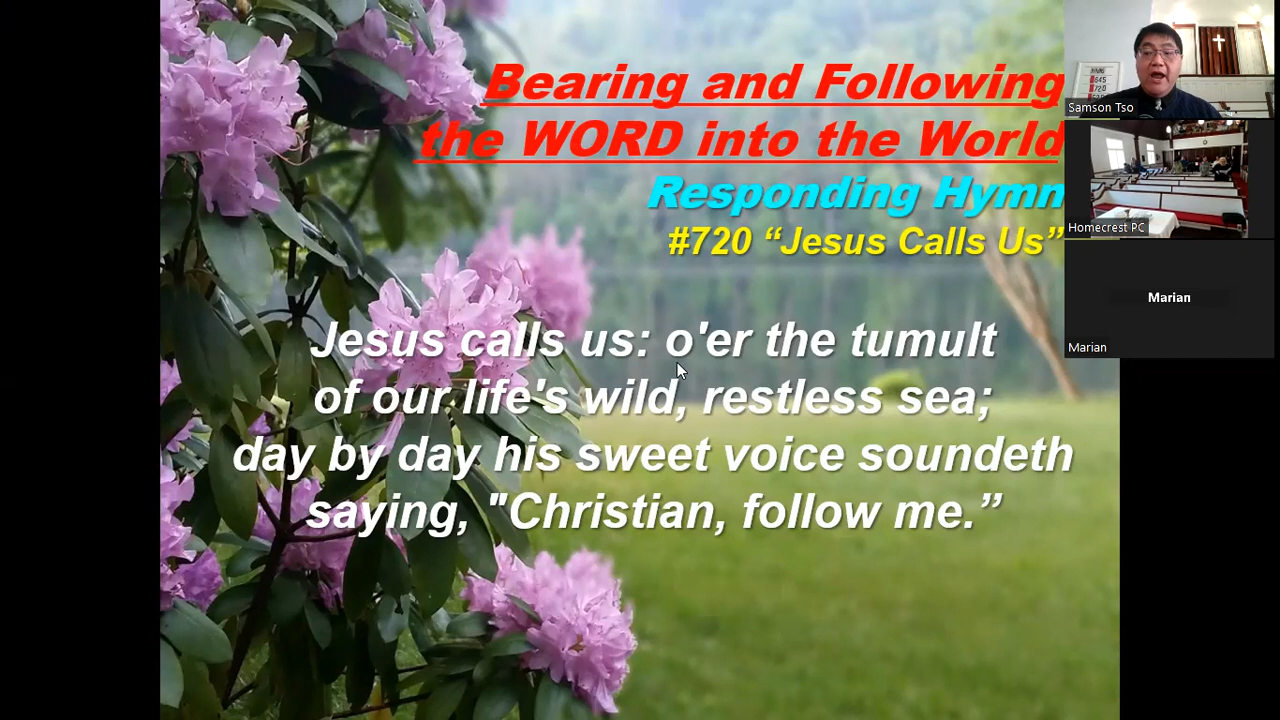 Bearing and Following
the WORD into the World
Responding Hymn
#720 “Jesus Calls Us”
Jesus calls us: o'er the tumult
of our life's wild, restless sea;
day by day his sweet voice soundeth
saying, "Christian, follow me.”
645
720
Samson Tso
Homecrest PC
Marian
Marian